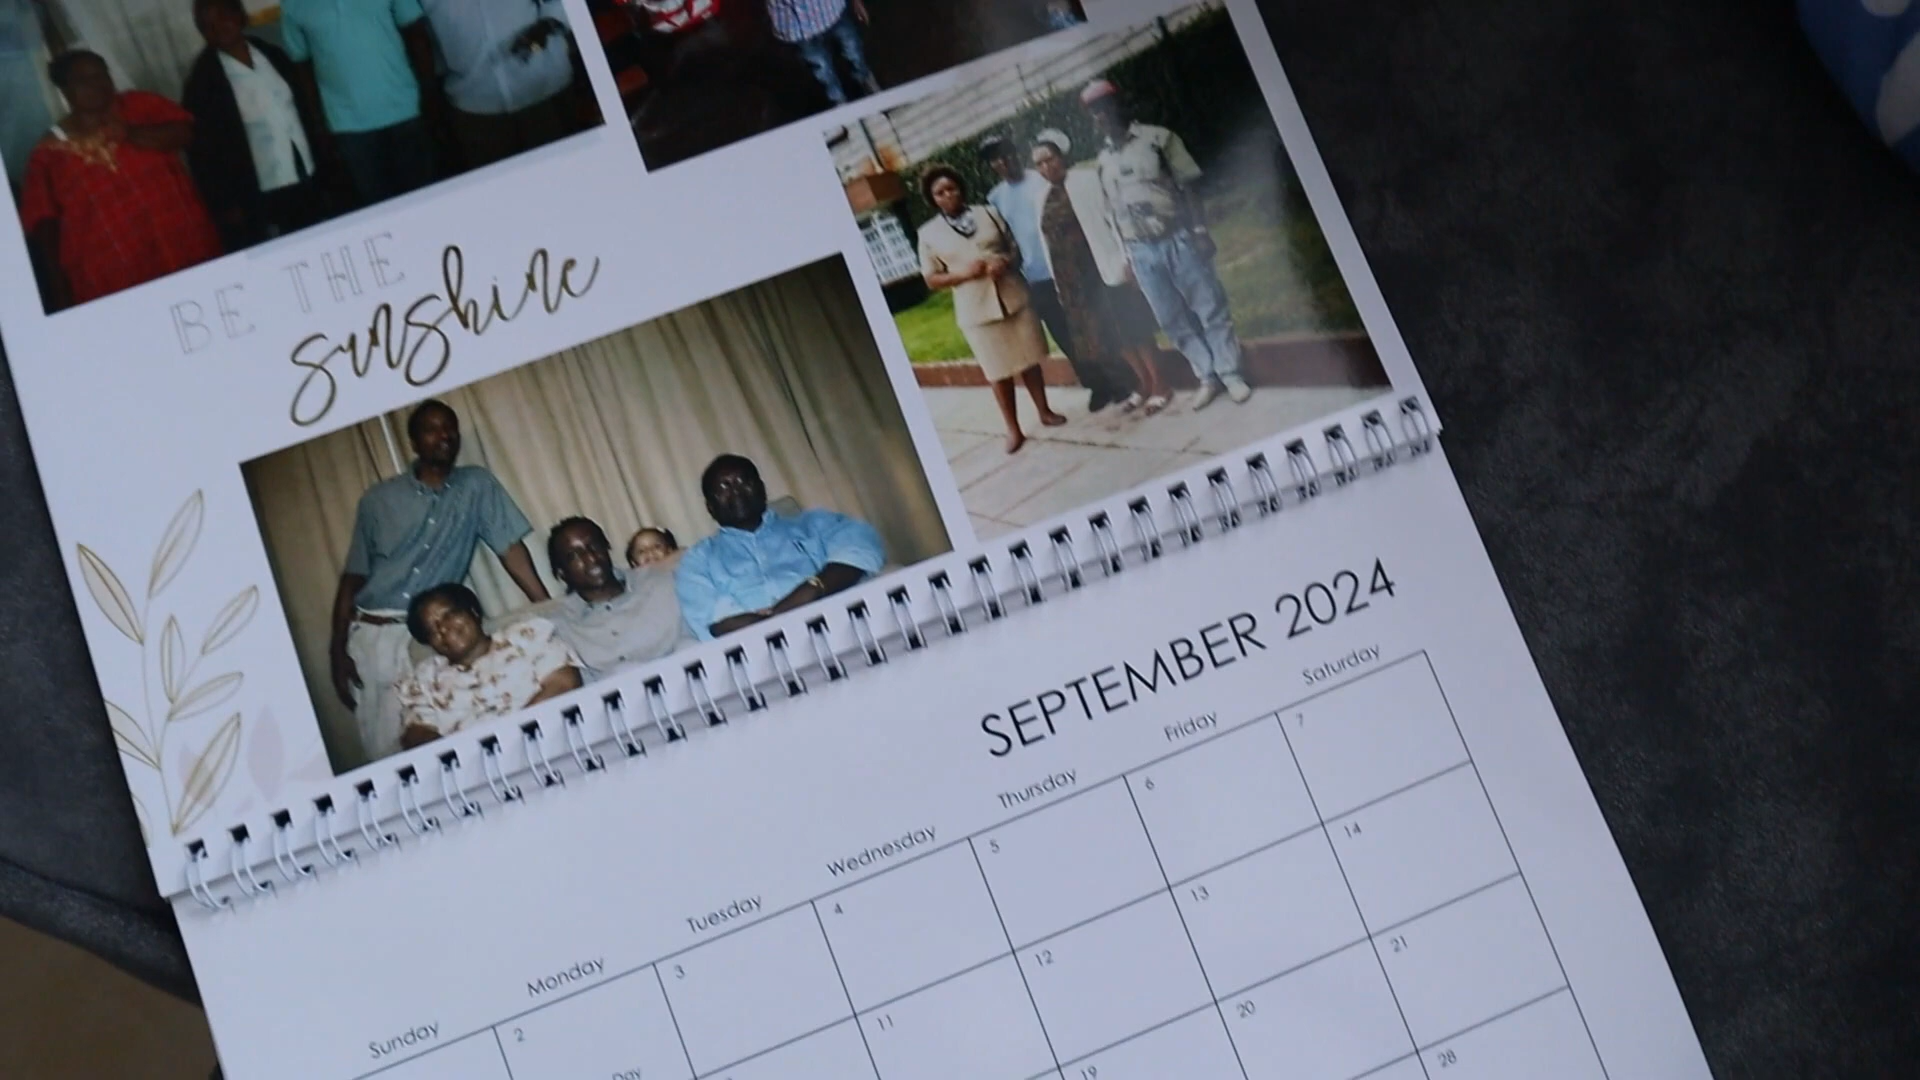 BE THE
sunshine
SEPTEMBER 2024
Sunday Monday Tuesday Wednesday Thursday Friday Saturday
2 3 4 5 6 7
Day
11 12 13 14
19 20 21
28